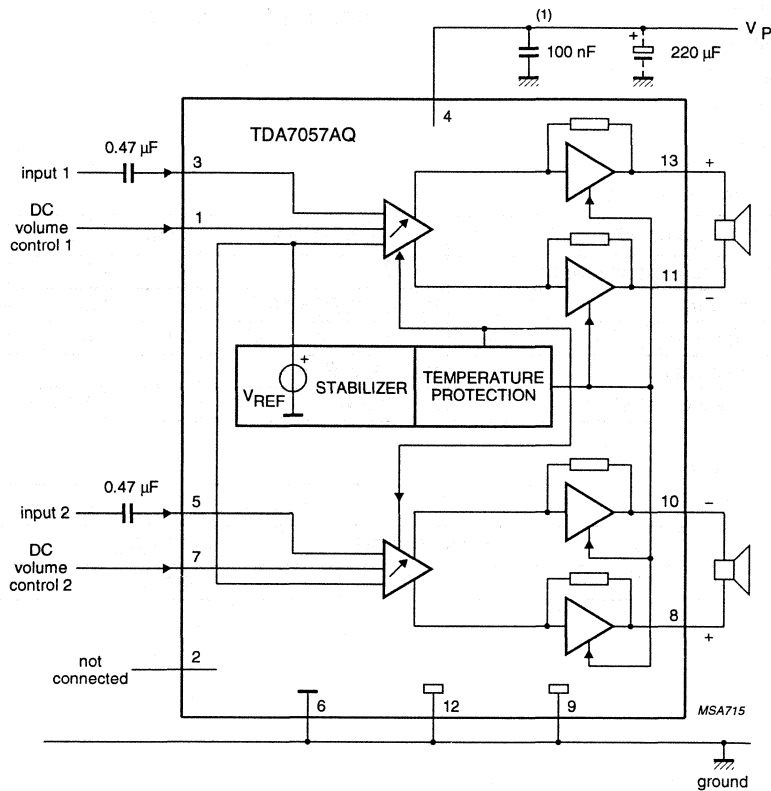 (1)
V P
100 nF
+
220 μF
4
TDA7057AQ
0.47 μF
input 1
3
13
+
DC
volume
control 1
1
11
−
+
VREF
STABILIZER
TEMPERATURE
PROTECTION
0.47 μF
input 2
5
10
−
DC
volume
control 2
7
8
+
not
connected
2
6
12
9
MSA715
ground